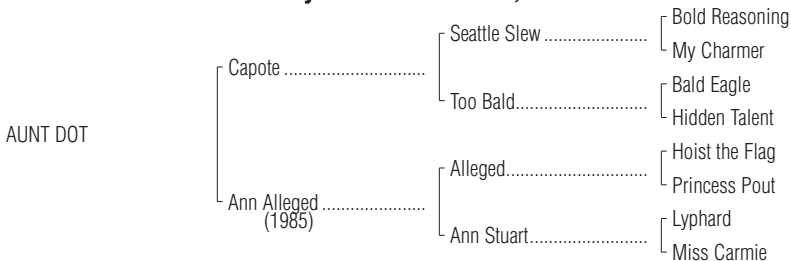 Bold Reasoning
Seattle Slew ......................
My Charmer
Capote .............................
Bald Eagle
Too Bald............................
Hidden Talent
AUNT DOT
Hoist the Flag
Alleged..............................
Princess Pout
Ann Alleged ......................
(1985)
Lyphard
Ann Stuart.........................
Miss Carmie